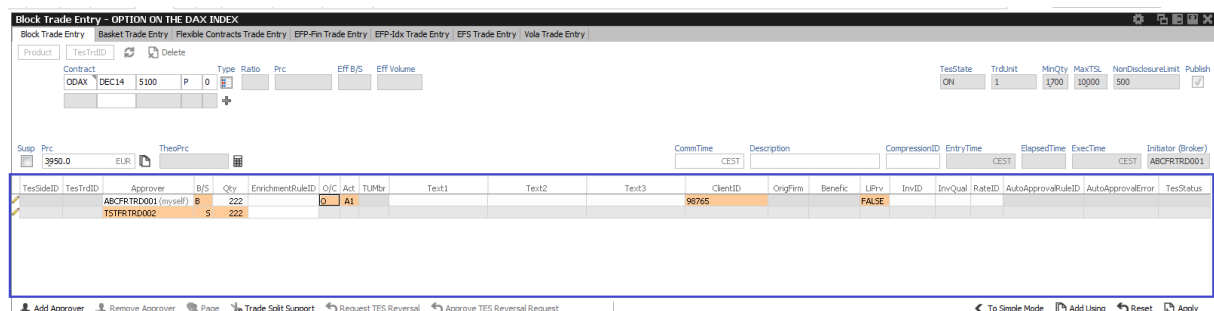 Block Trade Entry - OPTION ON THE DAX INDEX
Block Trade Entry Basket Trade Entry Flexible Contracts Trade Entry EFP-Fin Trade Entry EFP-Idx Trade Entry EFS Trade Entry Vola Trade Entry
Product TesTrdID Delete
Contract Type Ratio Prc Eff B/S Eff Volume TesState TrdUnit MinQty MaxTSL NonDisclosureLimit Publish
ODAX DEC14 5100 P 0 ON 1 1700 10000 500
Susp Prc TheoPrc CommTime Description CompressionID EntryTime ElapsedTime ExecTime Initiator (Broker)
3950.0 EUR CEST CEST CEST ABCFRTRD001
TesSideID TesTrdID Approver B/S Qty EnrichmentRuleID O/C Act TUMbr Text1 Text2 Text3 ClientID OrigFirm Benefic LiPrv InvID InvQual RateID AutoApprovalRuleID AutoApprovalError TesStatus
ABCFRTRD001 (myself) B 222 O A1 98765 FALSE
TSTFRTRD002 S 222
Add Approver Remove Approver Page Trade Split Support Request TES Reversal Approve TES Reversal Request To Simple Mode Add Using Reset Apply